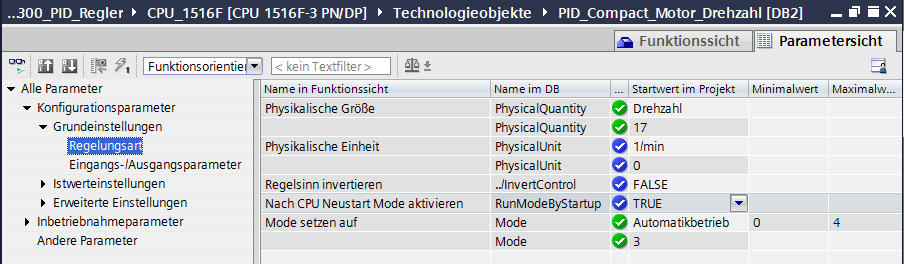 ...300_PID_Regler ▸ CPU_1516F [CPU 1516F-3 PN/DP] ▸ Technologieobjekte ▸ PID_Compact_Motor_Drehzahl [DB2]
Funktionssicht Parametersicht
Funktionsorientie < kein Textfilter >
Alle Parameter
Konfigurationsparameter
Grundeinstellungen
Regelungsart
Eingangs-/Ausgangsparameter
Istwerteinstellungen
Erweiterte Einstellungen
Inbetriebnahmeparameter
Andere Parameter
Name in Funktionssicht Name im DB ... Startwert im Projekt Minimalwert Maximalw...
Physikalische Größe PhysicalQuantity Drehzahl
PhysicalQuantity 17
Physikalische Einheit PhysicalUnit 1/min
PhysicalUnit 0
Regelsinn invertieren ../InvertControl FALSE
Nach CPU Neustart Mode aktivieren RunModeByStartup TRUE
Mode setzen auf Mode Automatikbetrieb 0 4
Mode 3